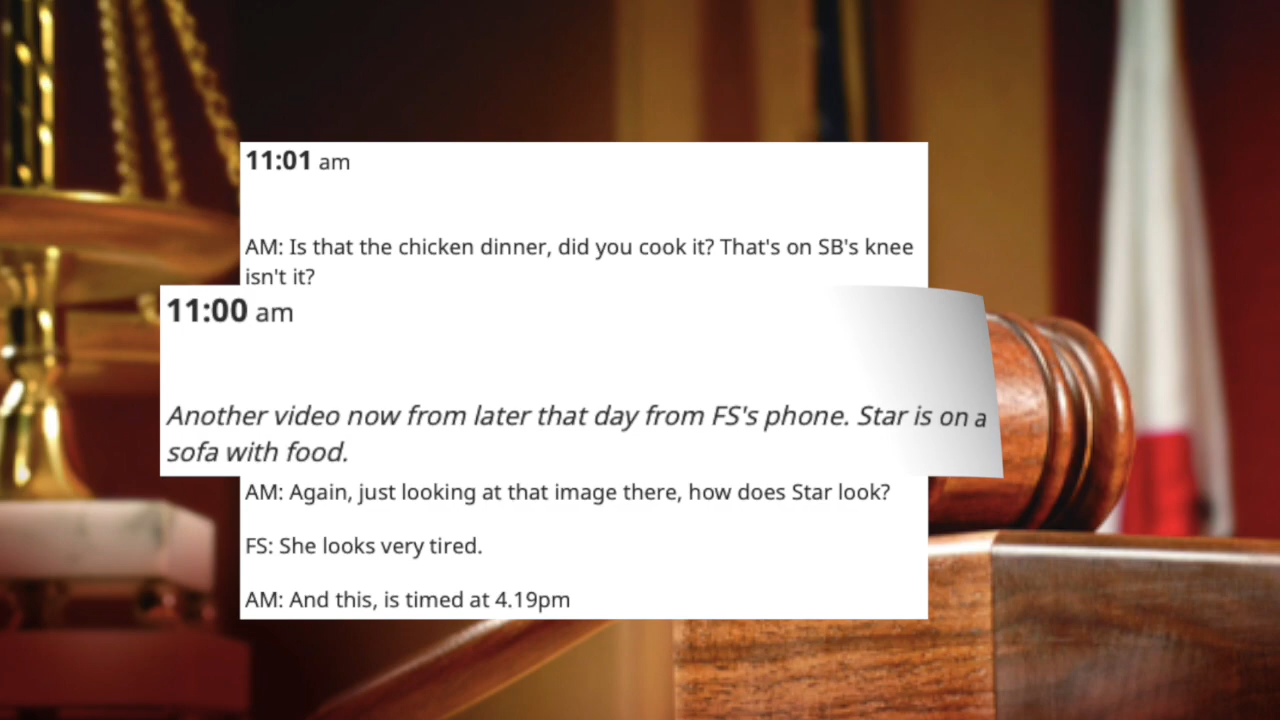 11:01 am
AM: Is that the chicken dinner, did you cook it? That's on SB's knee
isn't it?
11:00 am
Another video now from later that day from FS's phone. Star is on a
sofa with food.
AM: Again, just looking at that image there, how does Star look?
FS: She looks very tired.
AM: And this, is timed at 4.19pm